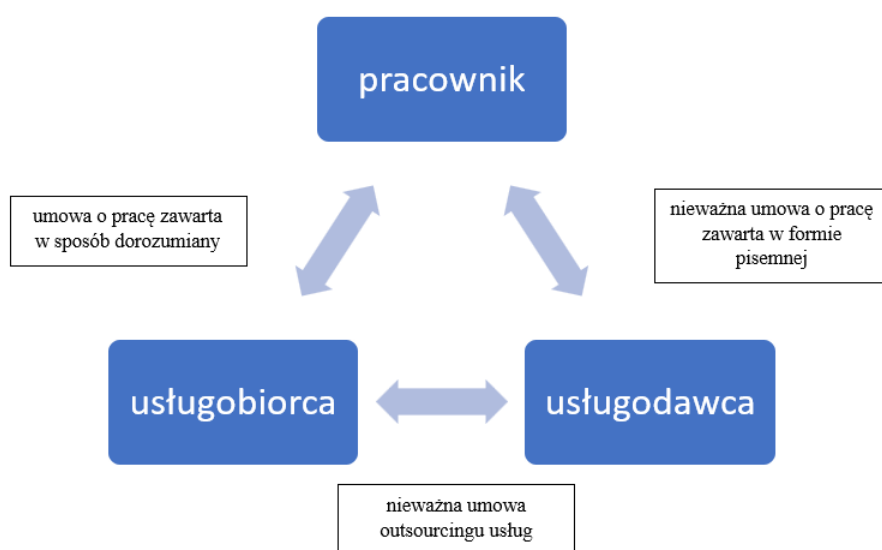 pracownik
umowa o pracę zawarta
w sposób dorozumiany
nieważna umowa o pracę
zawarta w formie
pisemnej
usługobiorca
usługodawca
nieważna umowa
outsourcingu usług